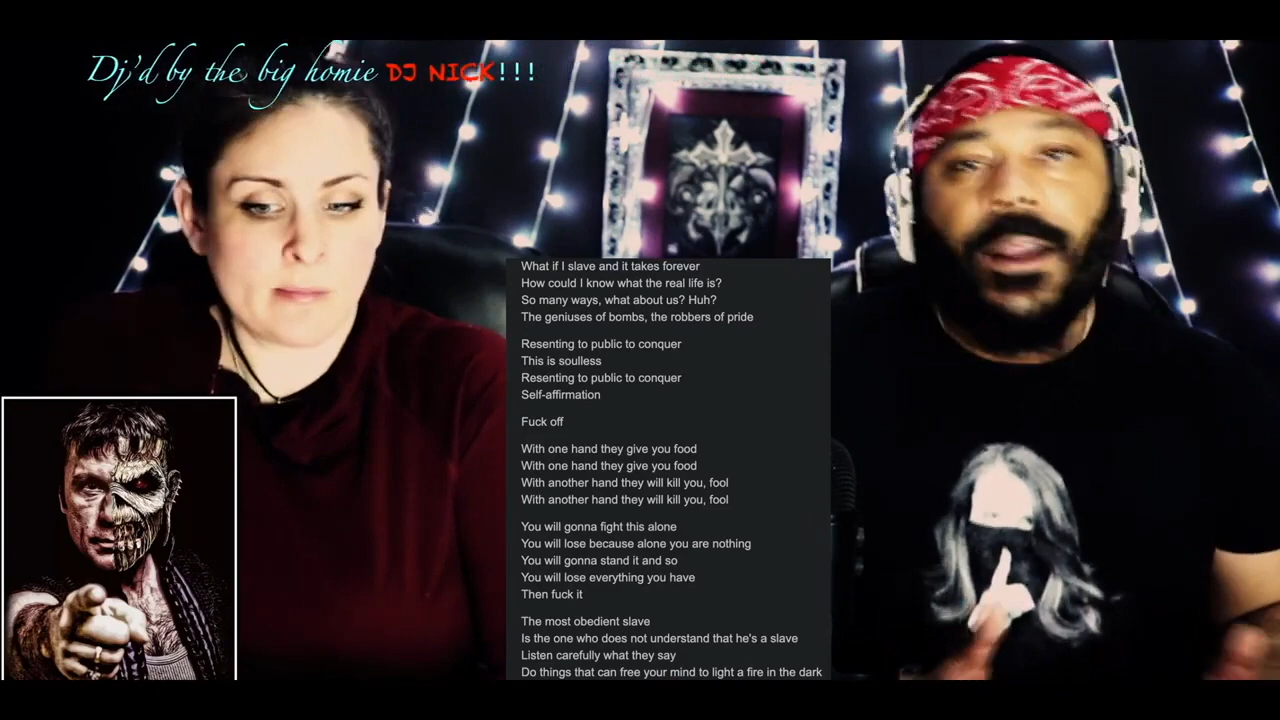 Dj'd by the big homie DJ NICK!!!
What if I slave and it takes forever
How could I know what the real life is?
So many ways, what about us? Huh?
The geniuses of bombs, the robbers of pride
Resenting to public to conquer
This is soulless
Resenting to public to conquer
Self-affirmation
Fuck off
With one hand they give you food
With one hand they give you food
With another hand they will kill you, fool
With another hand they will kill you, fool
You will gonna fight this alone
You will lose because alone you are nothing
You will gonna stand it and so
You will lose everything you have
Then fuck it
The most obedient slave
Is the one who does not understand that he's a slave
Listen carefully what they say
Do things that can free your mind to light a fire in the dark